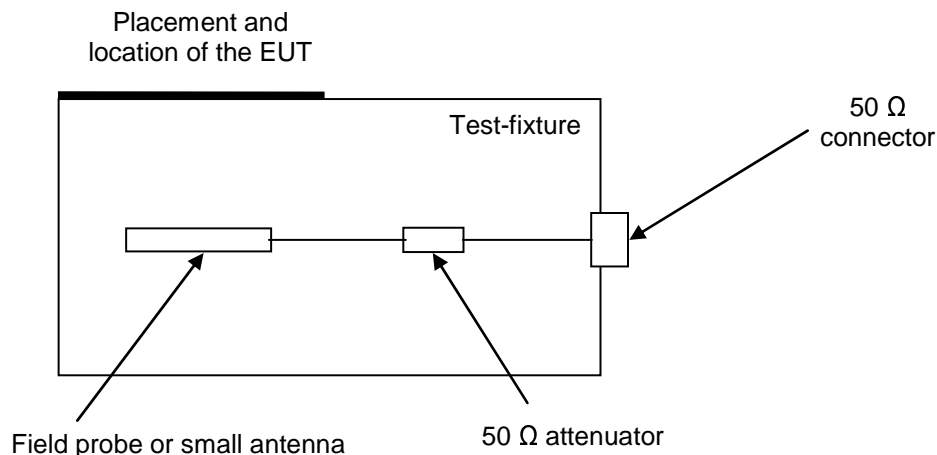 Placement and
location of the EUT
Test-fixture
50 Ω
connector
Field probe or small antenna
50 Ω attenuator